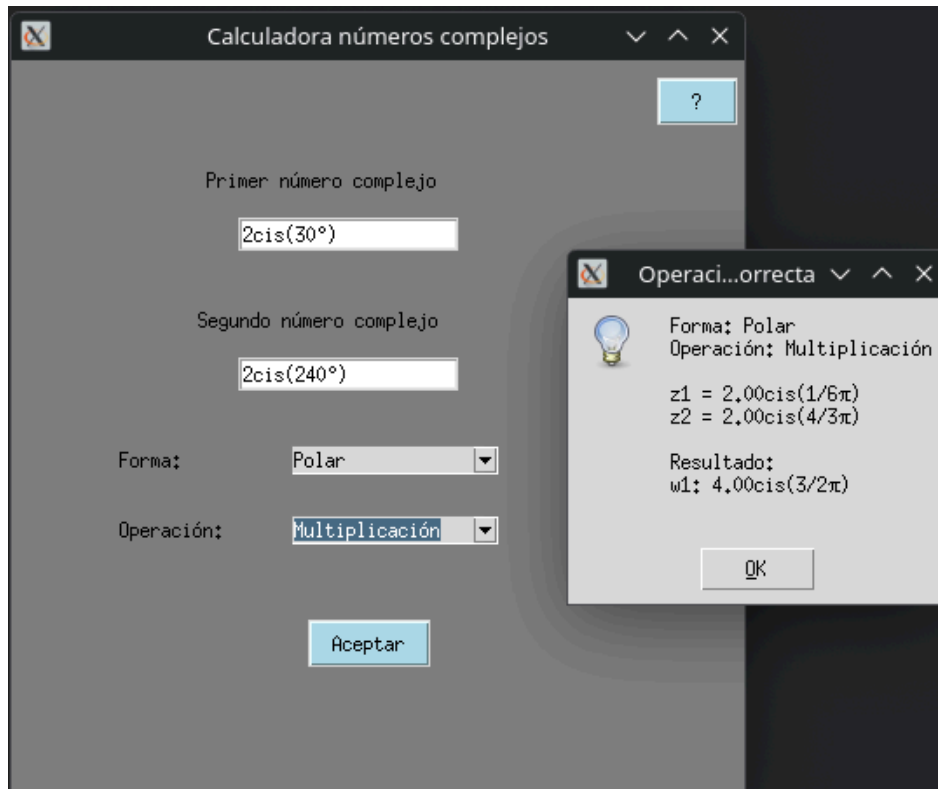 Calculadora números complejos
?
Primer número complejo
2cis(30°)
Segundo número complejo
2cis(240°)
Forma: Polar
Operación: Multiplicación
Aceptar
Operaci...orrecta
Forma: Polar
Operación: Multiplicación
z1 = 2.00cis(1/6π)
z2 = 2.00cis(4/3π)
Resultado:
w1: 4.00cis(3/2π)
OK